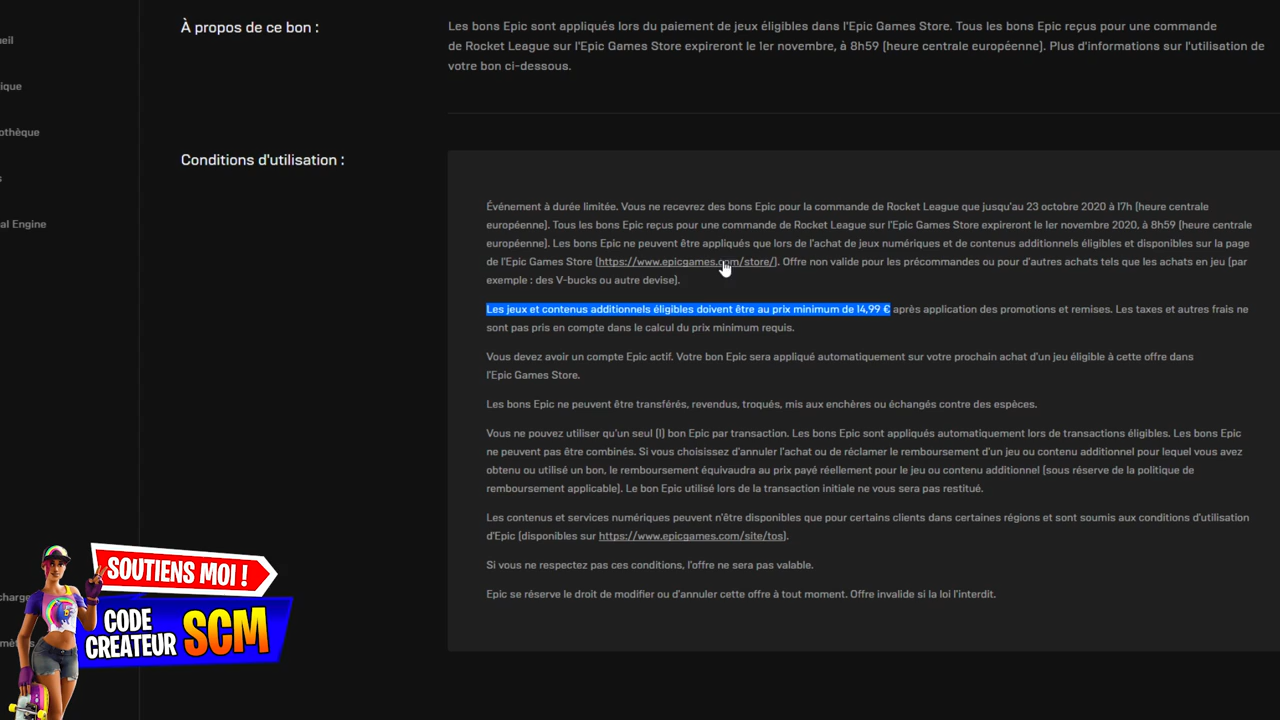 À propos de ce bon :
Les bons Epic sont appliqués lors du paiement de jeux éligibles dans l'Epic Games Store. Tous les bons Epic reçus pour une commande
de Rocket League sur l'Epic Games Store expireront le 1er novembre, à 8h59 (heure centrale européenne). Plus d'informations sur l'utilisation de
votre bon ci-dessous.
Conditions d'utilisation :
Événement à durée limitée. Vous ne recevrez des bons Epic pour la commande de Rocket League que jusqu'au 23 octobre 2020 à 17h (heure centrale
européenne). Tous les bons Epic reçus pour une commande de Rocket League sur l'Epic Games Store expireront le 1er novembre 2020, à 8h59 (heure centrale
européenne). Les bons Epic ne peuvent être appliqués que lors de l'achat de jeux numériques et de contenus additionnels éligibles et disponibles sur la page
de l'Epic Games Store (https://www.epicgames.com/store/). Offre non valide pour les précommandes ou pour d'autres achats tels que les achats en jeu (par
exemple : des V-bucks ou autre devise).
Les jeux et contenus additionnels éligibles doivent être au prix minimum de 14,99 € après application des promotions et remises. Les taxes et autres frais ne
sont pas pris en compte dans le calcul du prix minimum requis.
Vous devez avoir un compte Epic actif. Votre bon Epic sera appliqué automatiquement sur votre prochain achat d'un jeu éligible à cette offre dans
l'Epic Games Store.
Les bons Epic ne peuvent être transférés, revendus, troqués, mis aux enchères ou échangés contre des espèces.
Vous ne pouvez utiliser qu'un seul (1) bon Epic par transaction. Les bons Epic sont appliqués automatiquement lors de transactions éligibles. Les bons Epic
ne peuvent pas être combinés. Si vous choisissez d'annuler l'achat ou de réclamer le remboursement d'un jeu ou contenu additionnel pour lequel vous avez
obtenu ou utilisé un bon, le remboursement équivaudra au prix payé réellement pour le jeu ou contenu additionnel (sous réserve de la politique de
remboursement applicable). Le bon Epic utilisé lors de la transaction initiale ne vous sera pas restitué.
Les contenus et services numériques peuvent n'être disponibles que pour certains clients dans certaines régions et sont soumis aux conditions d'utilisation
d'Epic (disponibles sur https://www.epicgames.com/site/tos).
Si vous ne respectez pas ces conditions, l'offre ne sera pas valable.
Epic se réserve le droit de modifier ou d'annuler cette offre à tout moment. Offre invalide si la loi l'interdit.
eil
ique
othèque
s
al Engine
charge
mèt
SOUTIENS MOI !
CODE
CREATEUR SCM